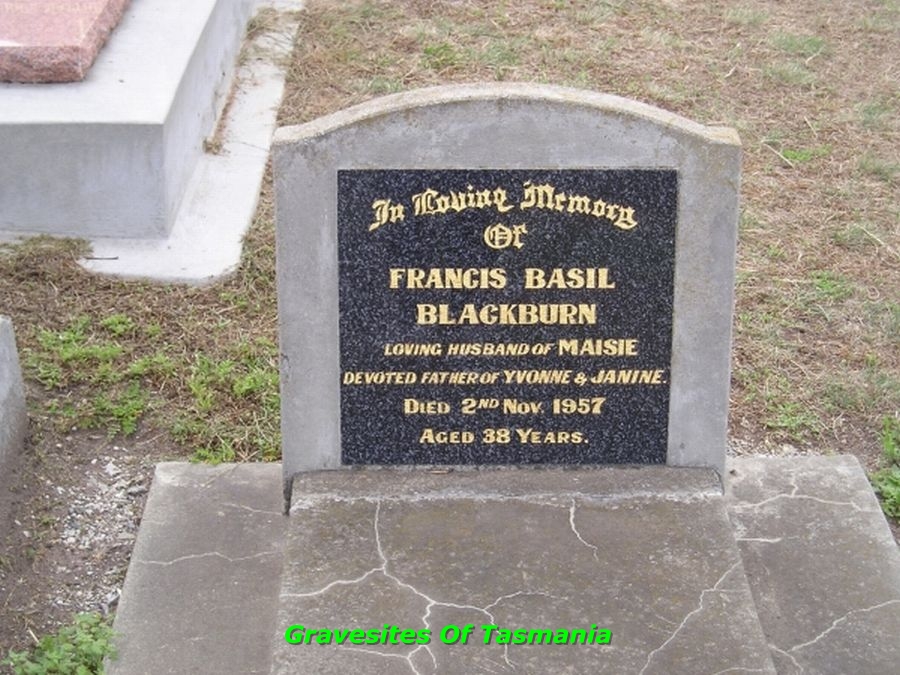 In Loving Memory
Of
FRANCIS BASIL
BLACKBURN
LOVING HUSBAND OF MAISIE
DEVOTED FATHER OF YVONNE & JANINE.
DIED 2ND NOV. 1957
AGED 38 YEARS.
Gravesites Of Tasmania